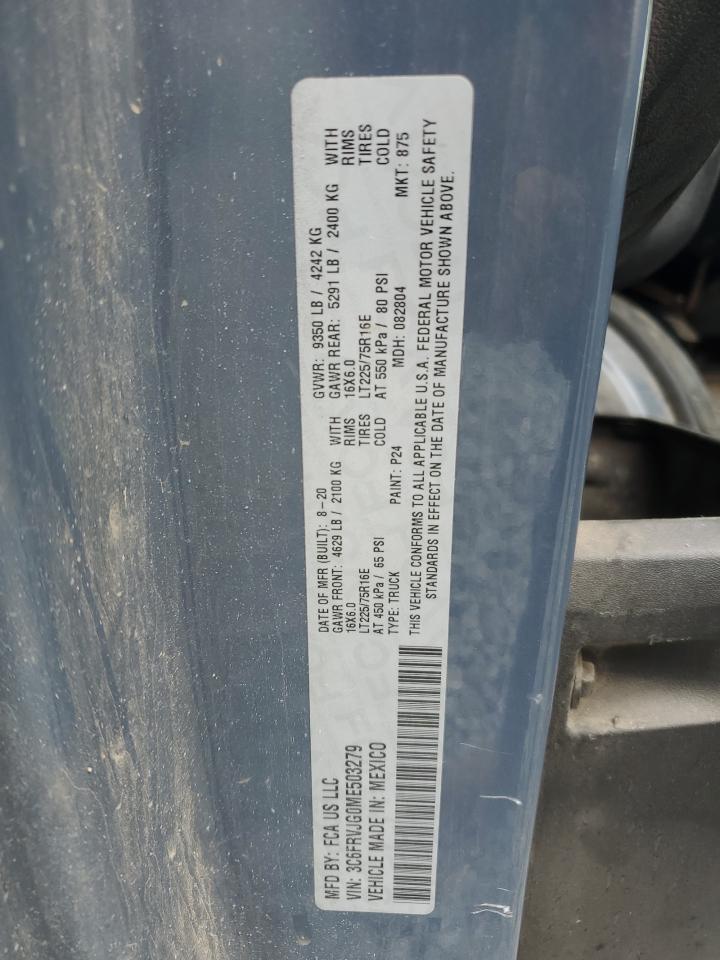 MFD BY: FCA US LLC
VIN: 3C6FRVJG0ME503279
VEHICLE MADE IN: MEXICO
DATE OF MFR (BUILT): 8-20 GVWR: 9350 LB / 4242 KG
GAWR FRONT: 4629 LB / 2100 KG WITH GAWR REAR: 5291 LB / 2400 KG WITH
16X6.0 RIMS 16X6.0 RIMS
LT225/75R16E TIRES LT225/75R16E TIRES
AT 450 kPa / 65 PSI COLD AT 550 kPa / 80 PSI COLD
TYPE: TRUCK PAINT: P24 MDH: 082804 MKT: 875
THIS VEHICLE CONFORMS TO ALL APPLICABLE U.S.A. FEDERAL MOTOR VEHICLE SAFETY
STANDARDS IN EFFECT ON THE DATE OF MANUFACTURE SHOWN ABOVE.